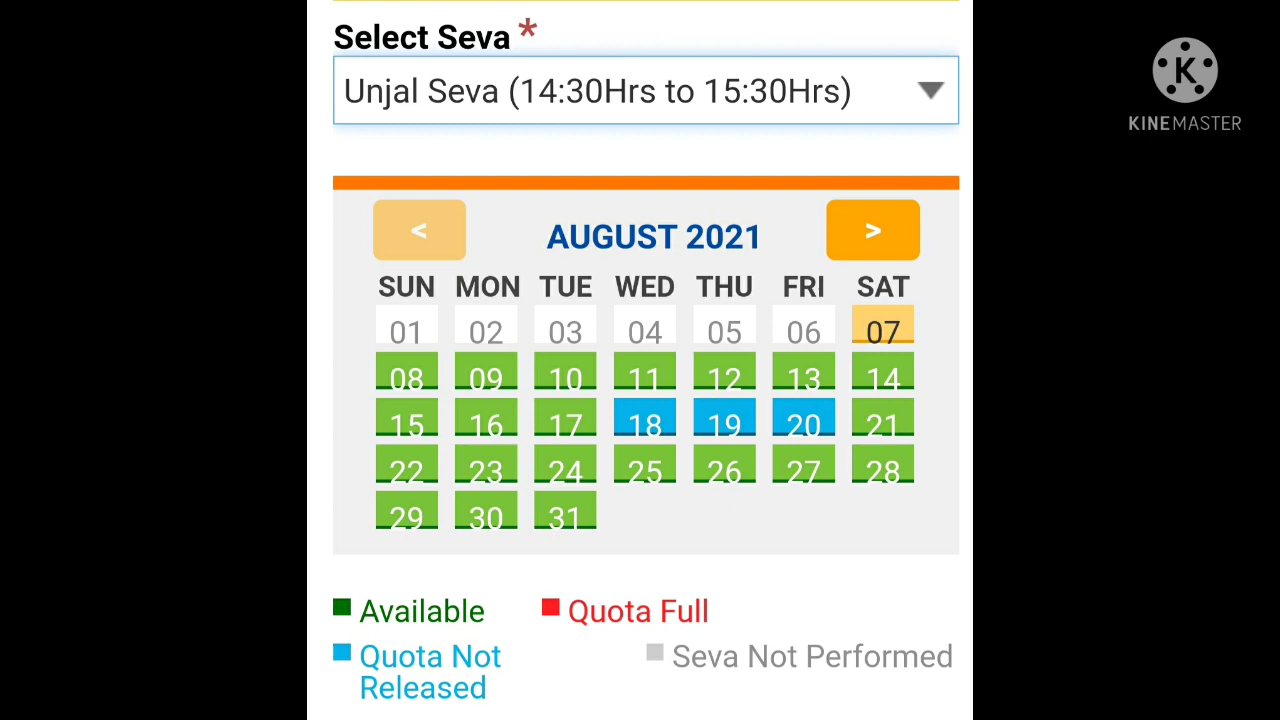 Select Seva *
Unjal Seva (14:30Hrs to 15:30Hrs)
K
KINEMASTER
< AUGUST 2021 >
SUN MON TUE WED THU FRI SAT
01 02 03 04 05 06 07
08 09 10 11 12 13 14
15 16 17 18 19 20 21
22 23 24 25 26 27 28
29 30 31
Available Quota Full
Quota Not Seva Not Performed
Released